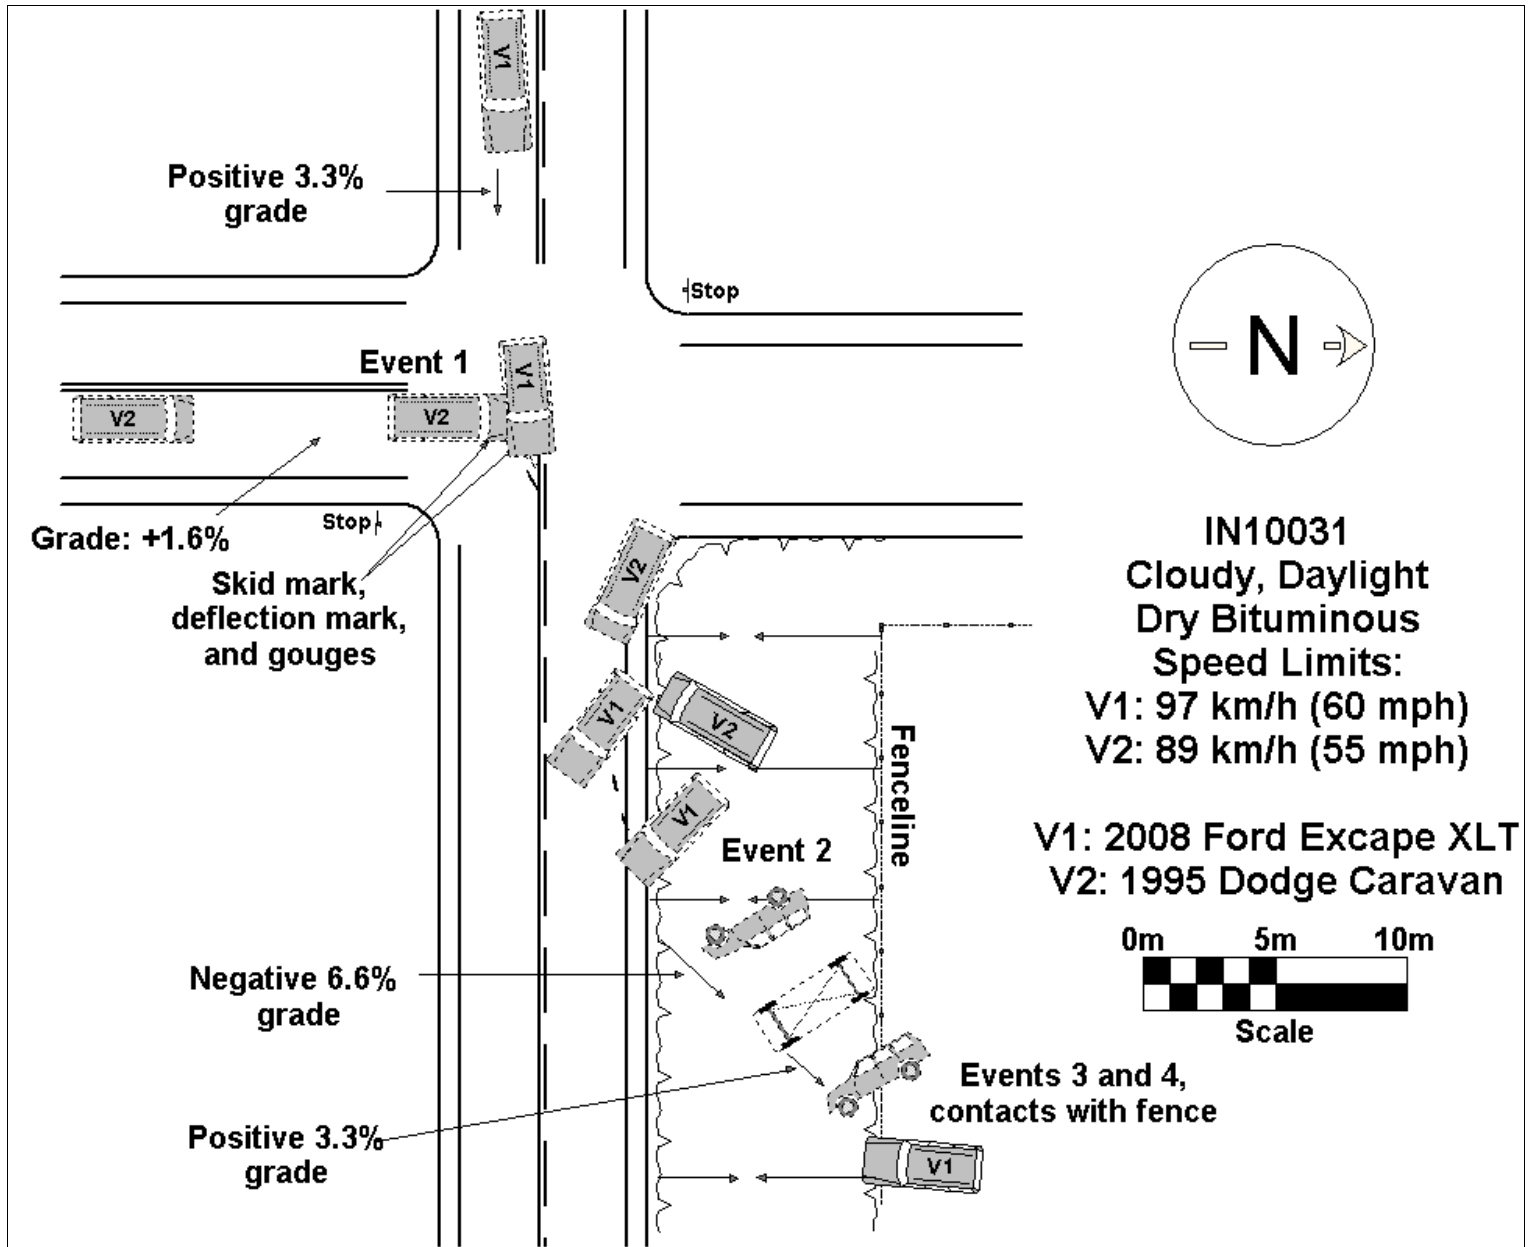 V1
Positive 3.3%
grade
Stop
N
Event 1
V1
V2
V2
Stop
Grade: +1.6%
Skid mark,
deflection mark,
and gouges
IN10031
Cloudy, Daylight
Dry Bituminous
Speed Limits:
V1: 97 km/h (60 mph)
V2: 89 km/h (55 mph)
V2
V1
V2
Fenceline
V1
Event 2
V1: 2008 Ford Excape XLT
V2: 1995 Dodge Caravan
0m 5m 10m
Scale
Negative 6.6%
grade
Events 3 and 4,
contacts with fence
Positive 3.3%
grade
V1